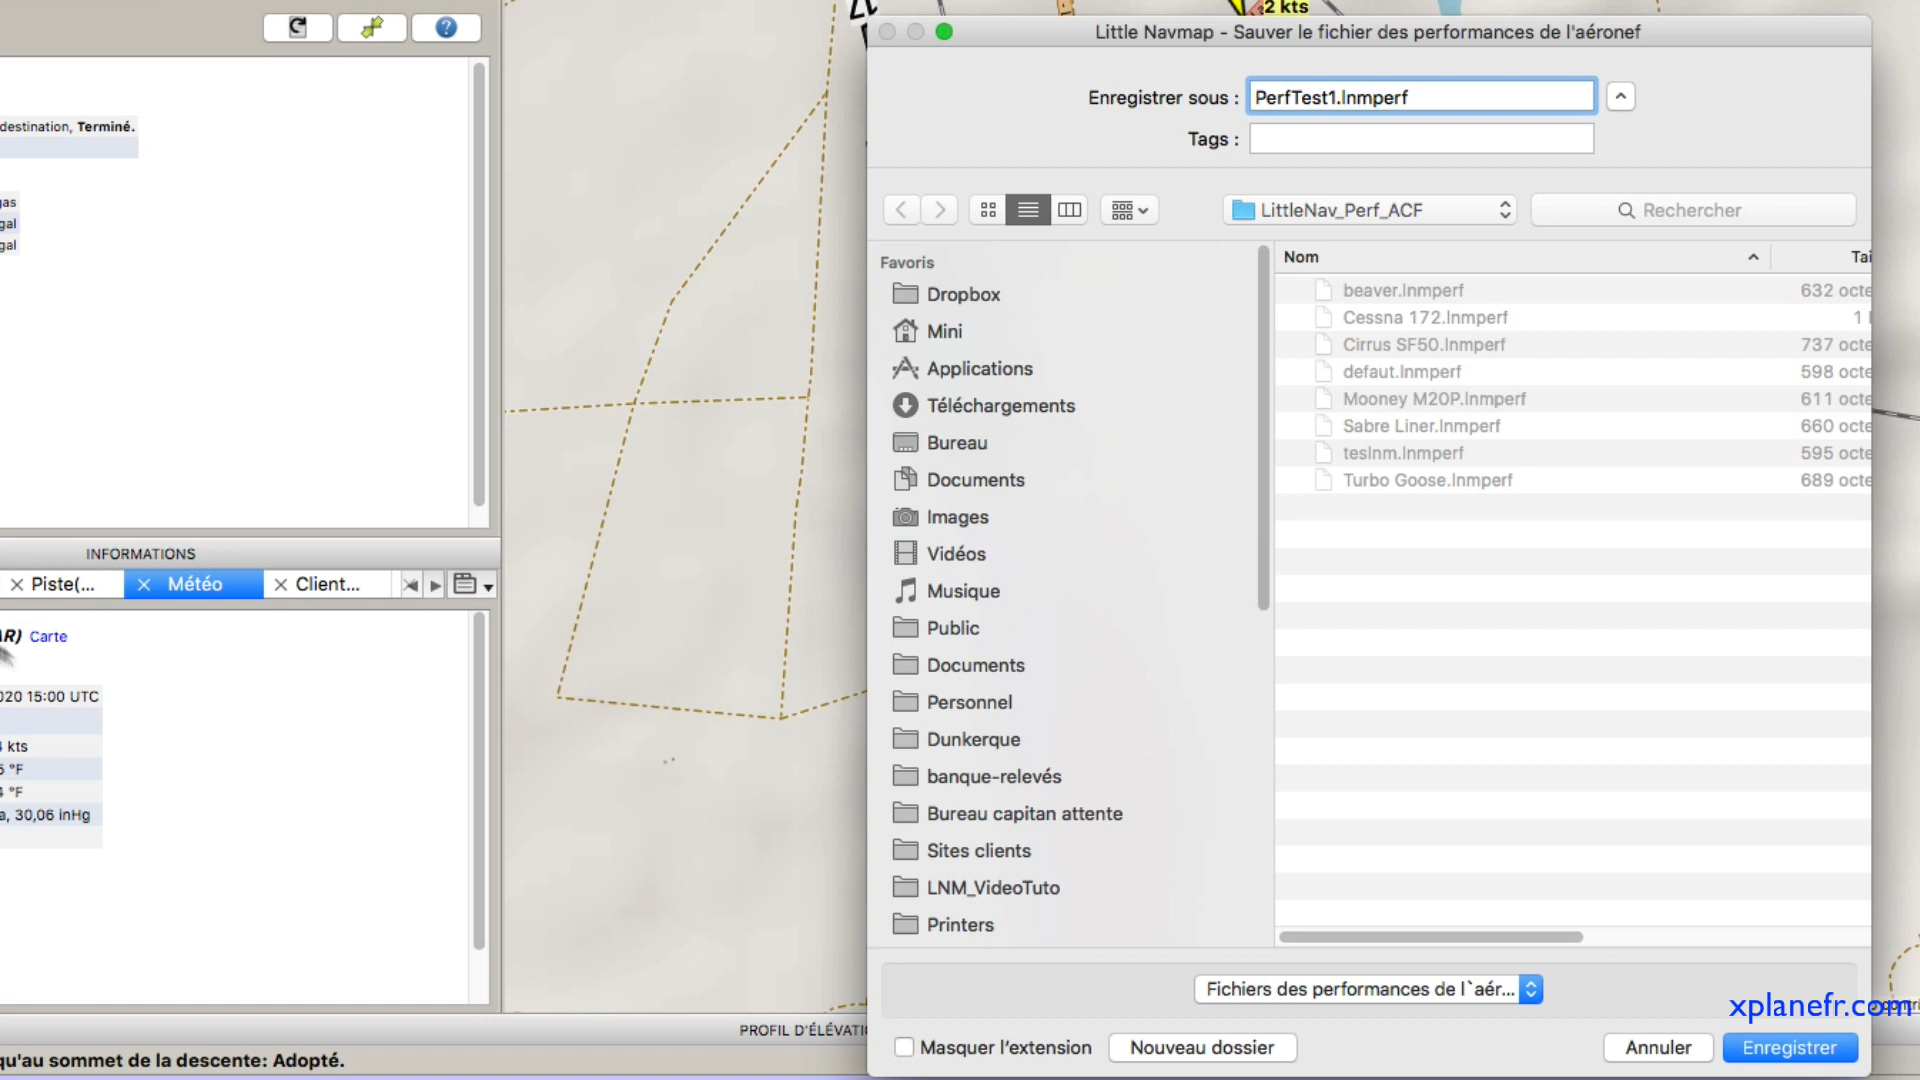 2 kts
Little Navmap - Sauver le fichier des performances de l'aéronef
Enregistrer sous : PerfTest1.lnmperf
Tags :
LittleNav_Perf_ACF
Rechercher
Favoris
Dropbox
Mini
Applications
Téléchargements
Bureau
Documents
Images
Vidéos
Musique
Public
Documents
Personnel
Dunkerque
banque-relevés
Bureau capitan attente
Sites clients
LNM_VideoTuto
Printers
Nom Tai
beaver.lnmperf 632 octe
Cessna 172.lnmperf 1
Cirrus SF50.lnmperf 737 octe
defaut.lnmperf 598 octe
Mooney M20P.lnmperf 611 octe
Sabre Liner.lnmperf 660 octe
teslnm.lnmperf 595 octe
Turbo Goose.lnmperf 689 octe
Fichiers des performances de l`aér...
Masquer l'extension
Nouveau dossier
Annuler
Enregistrer
destination, Terminé.
gas
gal
gal
INFORMATIONS
Piste(...
Météo
Client...
AR) Carte
020 15:00 UTC
kts
°F
°F
a, 30,06 inHg
PROFIL D'ÉLÉVATI
qu'au sommet de la descente: Adopté.
xplanefr.com